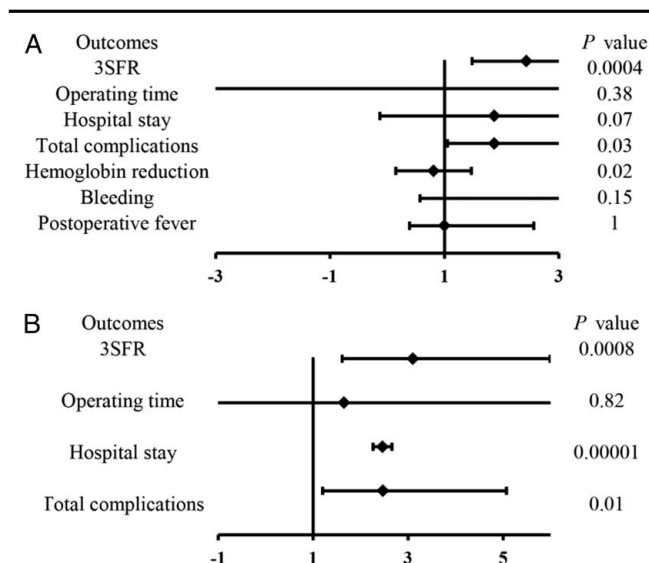 A
Outcomes P value
3SFR 0.0004
Operating time 0.38
Hospital stay 0.07
Total complications 0.03
Hemoglobin reduction 0.02
Bleeding 0.15
Postoperative fever 1
-3 -1 1 3
B
Outcomes P value
3SFR 0.0008
Operating time 0.82
Hospital stay 0.00001
Total complications 0.01
-1 1 3 5